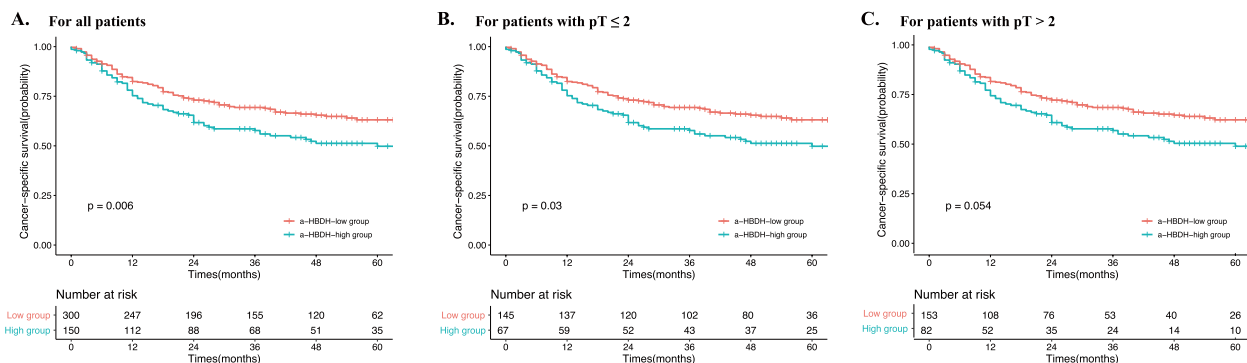 A. For all patients
Cancer−specific survival(probability)
1.00
0.75
0.50
0.25
0.00
p = 0.006
a−HBDH−low group
a−HBDH−high group
0 12 24 36 48 60
Times(months)
Number at risk
Low group 300 247 196 155 120 62
High group 150 112 88 68 51 35
0 12 24 36 48 60
Times(months)
B. For patients with pT ≤ 2
Cancer−specific survival(probability)
1.00
0.75
0.50
0.25
0.00
p = 0.03
a−HBDH−low group
a−HBDH−high group
0 12 24 36 48 60
Times(months)
Number at risk
Low group 145 137 120 102 80 36
High group 67 59 52 43 37 25
0 12 24 36 48 60
Times(months)
C. For patients with pT > 2
Cancer−specific survival(probability)
1.00
0.75
0.50
0.25
0.00
p = 0.054
a−HBDH−low group
a−HBDH−high group
0 12 24 36 48 60
Times(months)
Number at risk
Low group 153 108 76 53 40 26
High group 82 52 35 24 14 10
0 12 24 36 48 60
Times(months)